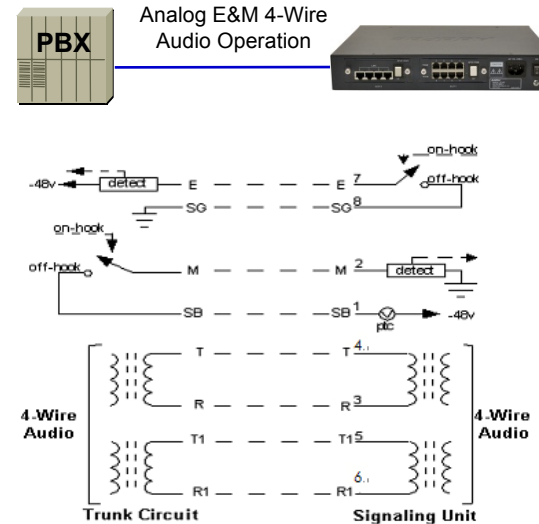 Analog E&M 4-Wire
Audio Operation
PBX
on-hook
-48v detect E E 7 off-hook
SG SG 8
on-hook
off-hook M M 2 detect
SB SB 1 -48v
ptc
T T 4.
4-Wire
Audio
R R 3
4-Wire
Audio
T1 T1 5
R1 R1 6.
Trunk Circuit Signaling Unit